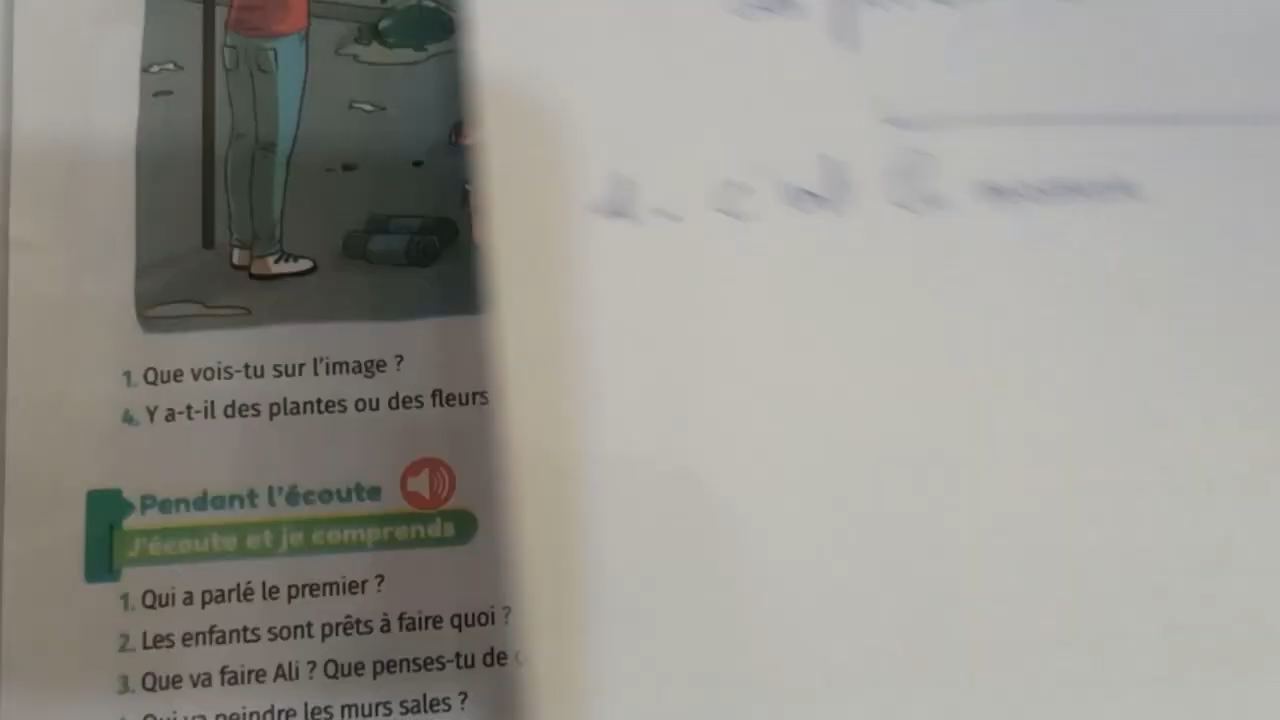 1. Que vois-tu sur l'image ?
4. Y a-t-il des plantes ou des fleurs
Pendant l'écoute
J'écoute et je comprends
1. Qui a parlé le premier ?
2. Les enfants sont prêts à faire quoi ?
3. Que va faire Ali ? Que penses-tu de
Qui va peindre les murs sales ?